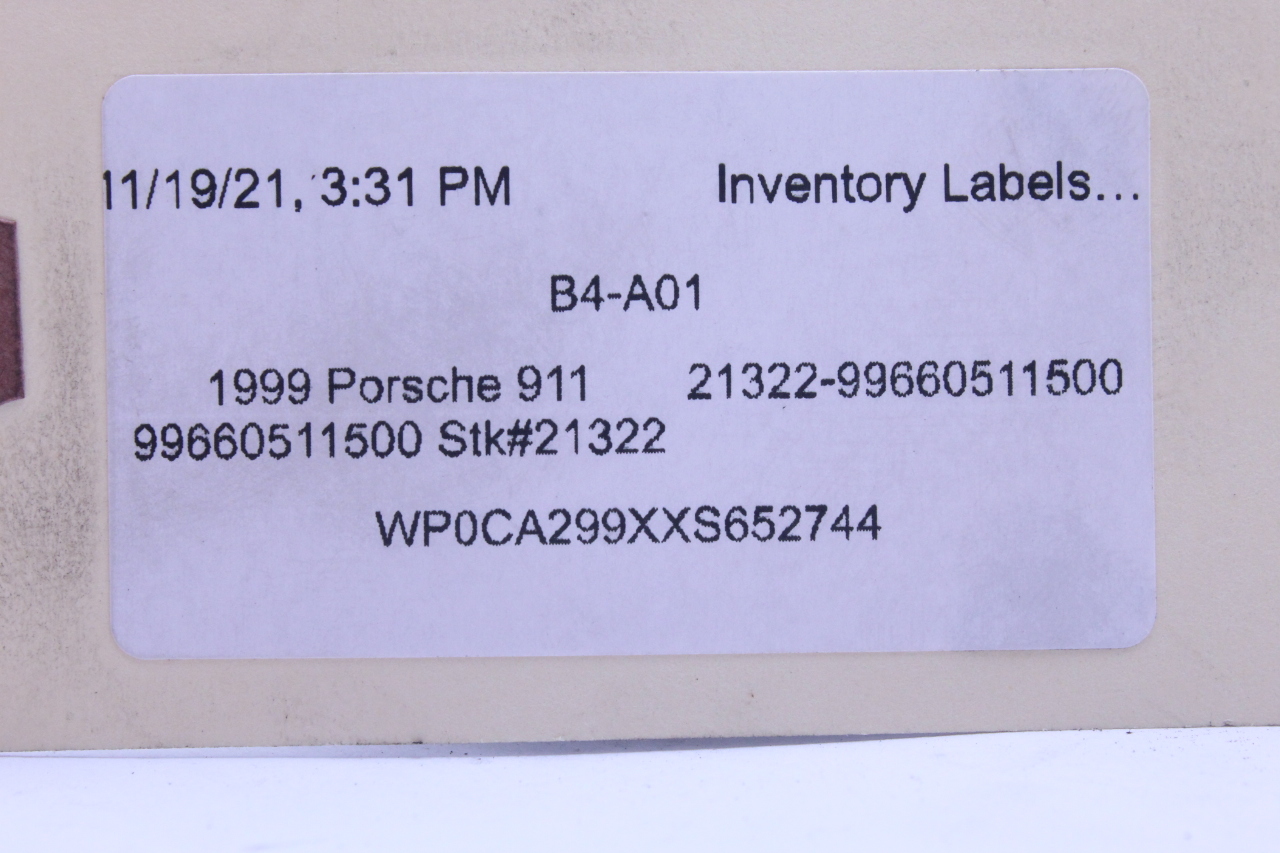 11/19/21, 3:31 PM Inventory Labels...
B4-A01
1999 Porsche 911 21322-99660511500
99660511500 Stk#21322
WP0CA299XXS652744